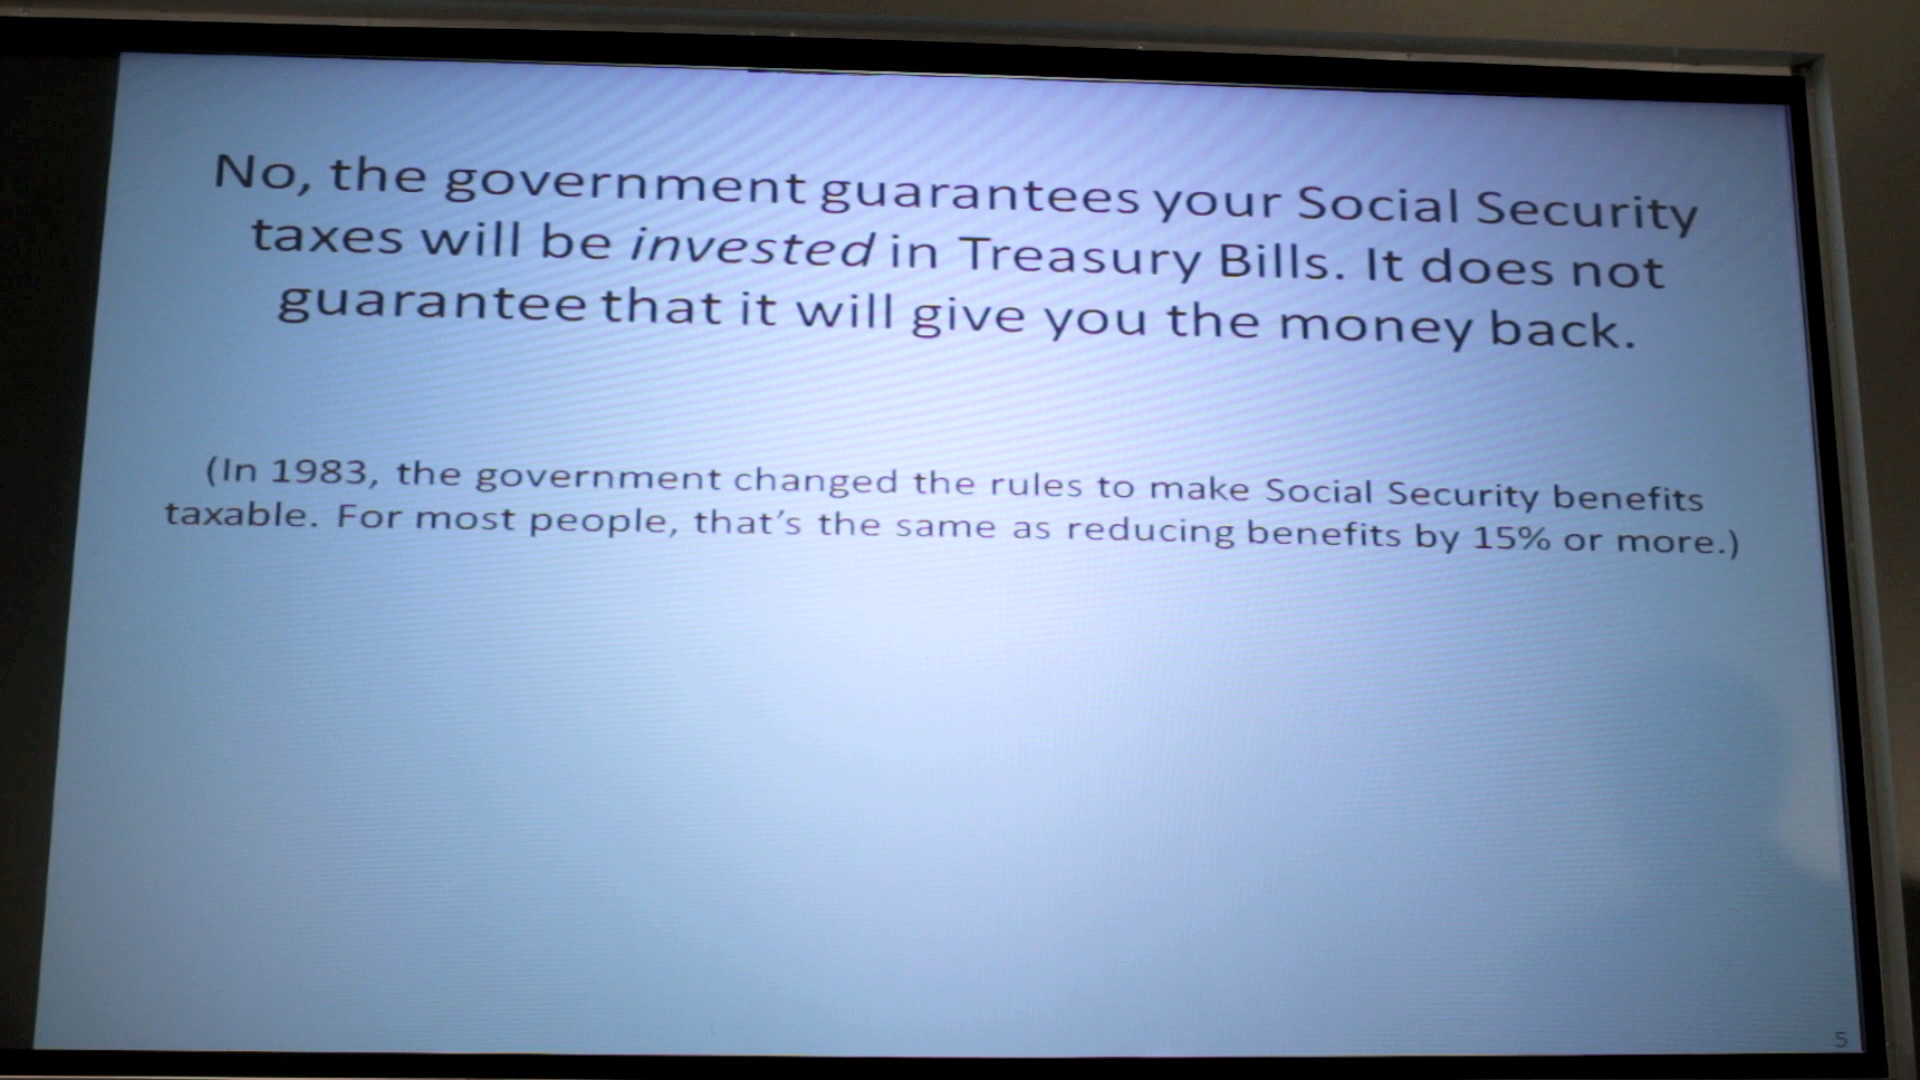 No, the government guarantees your Social Security
taxes will be invested in Treasury Bills. It does not
guarantee that it will give you the money back.
(In 1983, the government changed the rules to make Social Security benefits
taxable. For most people, that's the same as reducing benefits by 15% or more.)
5